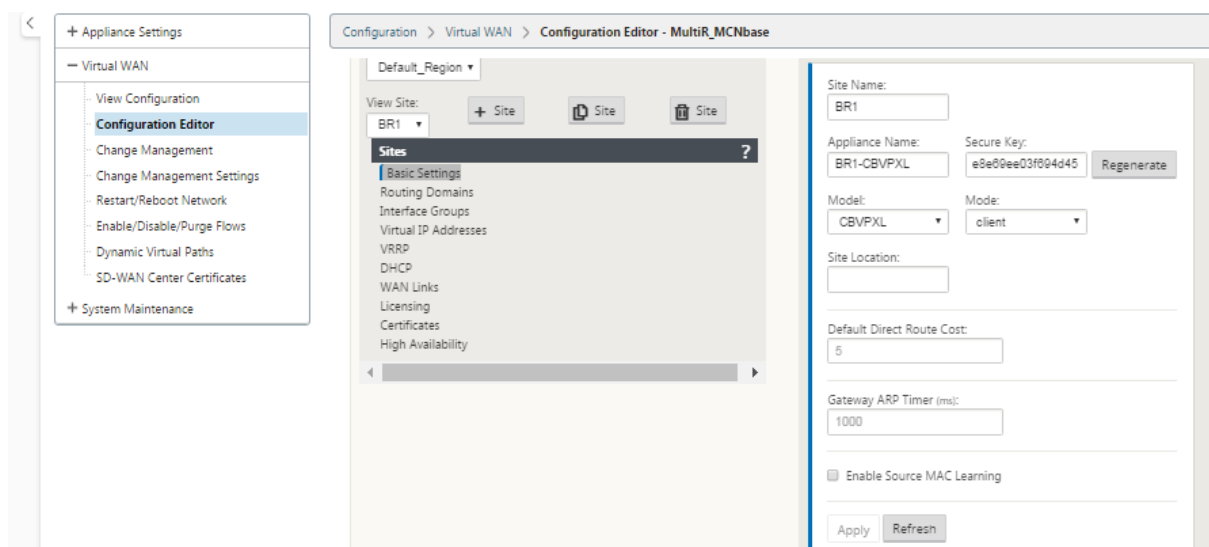 + Appliance Settings
− Virtual WAN
View Configuration
Configuration Editor
Change Management
Change Management Settings
Restart/Reboot Network
Enable/Disable/Purge Flows
Dynamic Virtual Paths
SD-WAN Center Certificates
+ System Maintenance
Configuration > Virtual WAN > Configuration Editor - MultiR_MCNbase
Default_Region
View Site:
BR1
+ Site
Site
Site
Sites ?
Basic Settings
Routing Domains
Interface Groups
Virtual IP Addresses
VRRP
DHCP
WAN Links
Licensing
Certificates
High Availability
Site Name:
BR1
Appliance Name: Secure Key:
BR1-CBVPXL e8e69ee03f694d45 Regenerate
Model: Mode:
CBVPXL client
Site Location:
Default Direct Route Cost:
5
Gateway ARP Timer (ms):
1000
Enable Source MAC Learning
Apply Refresh